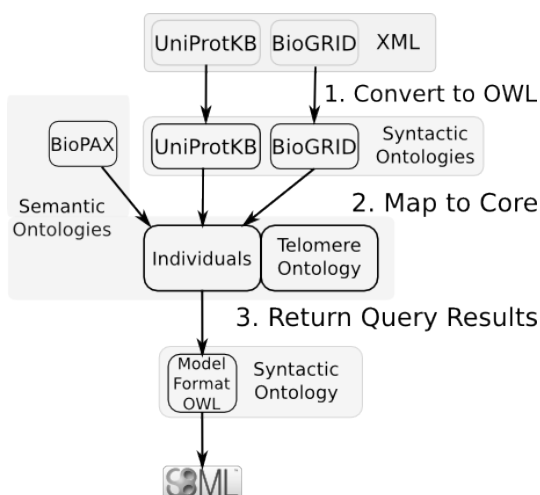 UniProtKB BioGRID XML
1. Convert to OWL
BioPAX
UniProtKB BioGRID Syntactic
Ontologies
2. Map to Core
Semantic
Ontologies
Individuals
Telomere
Ontology
3. Return Query Results
Model
Format
OWL
Syntactic
Ontology
SBML